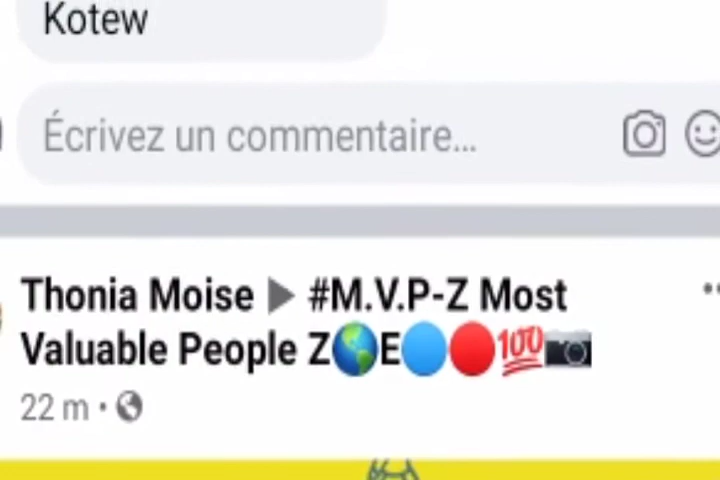 Kotew
Écrivez un commentaire...
Thonia Moise ▶ #M.V.P-Z Most
Valuable People Z🌎E🔵🔴💯📷
22 m ·